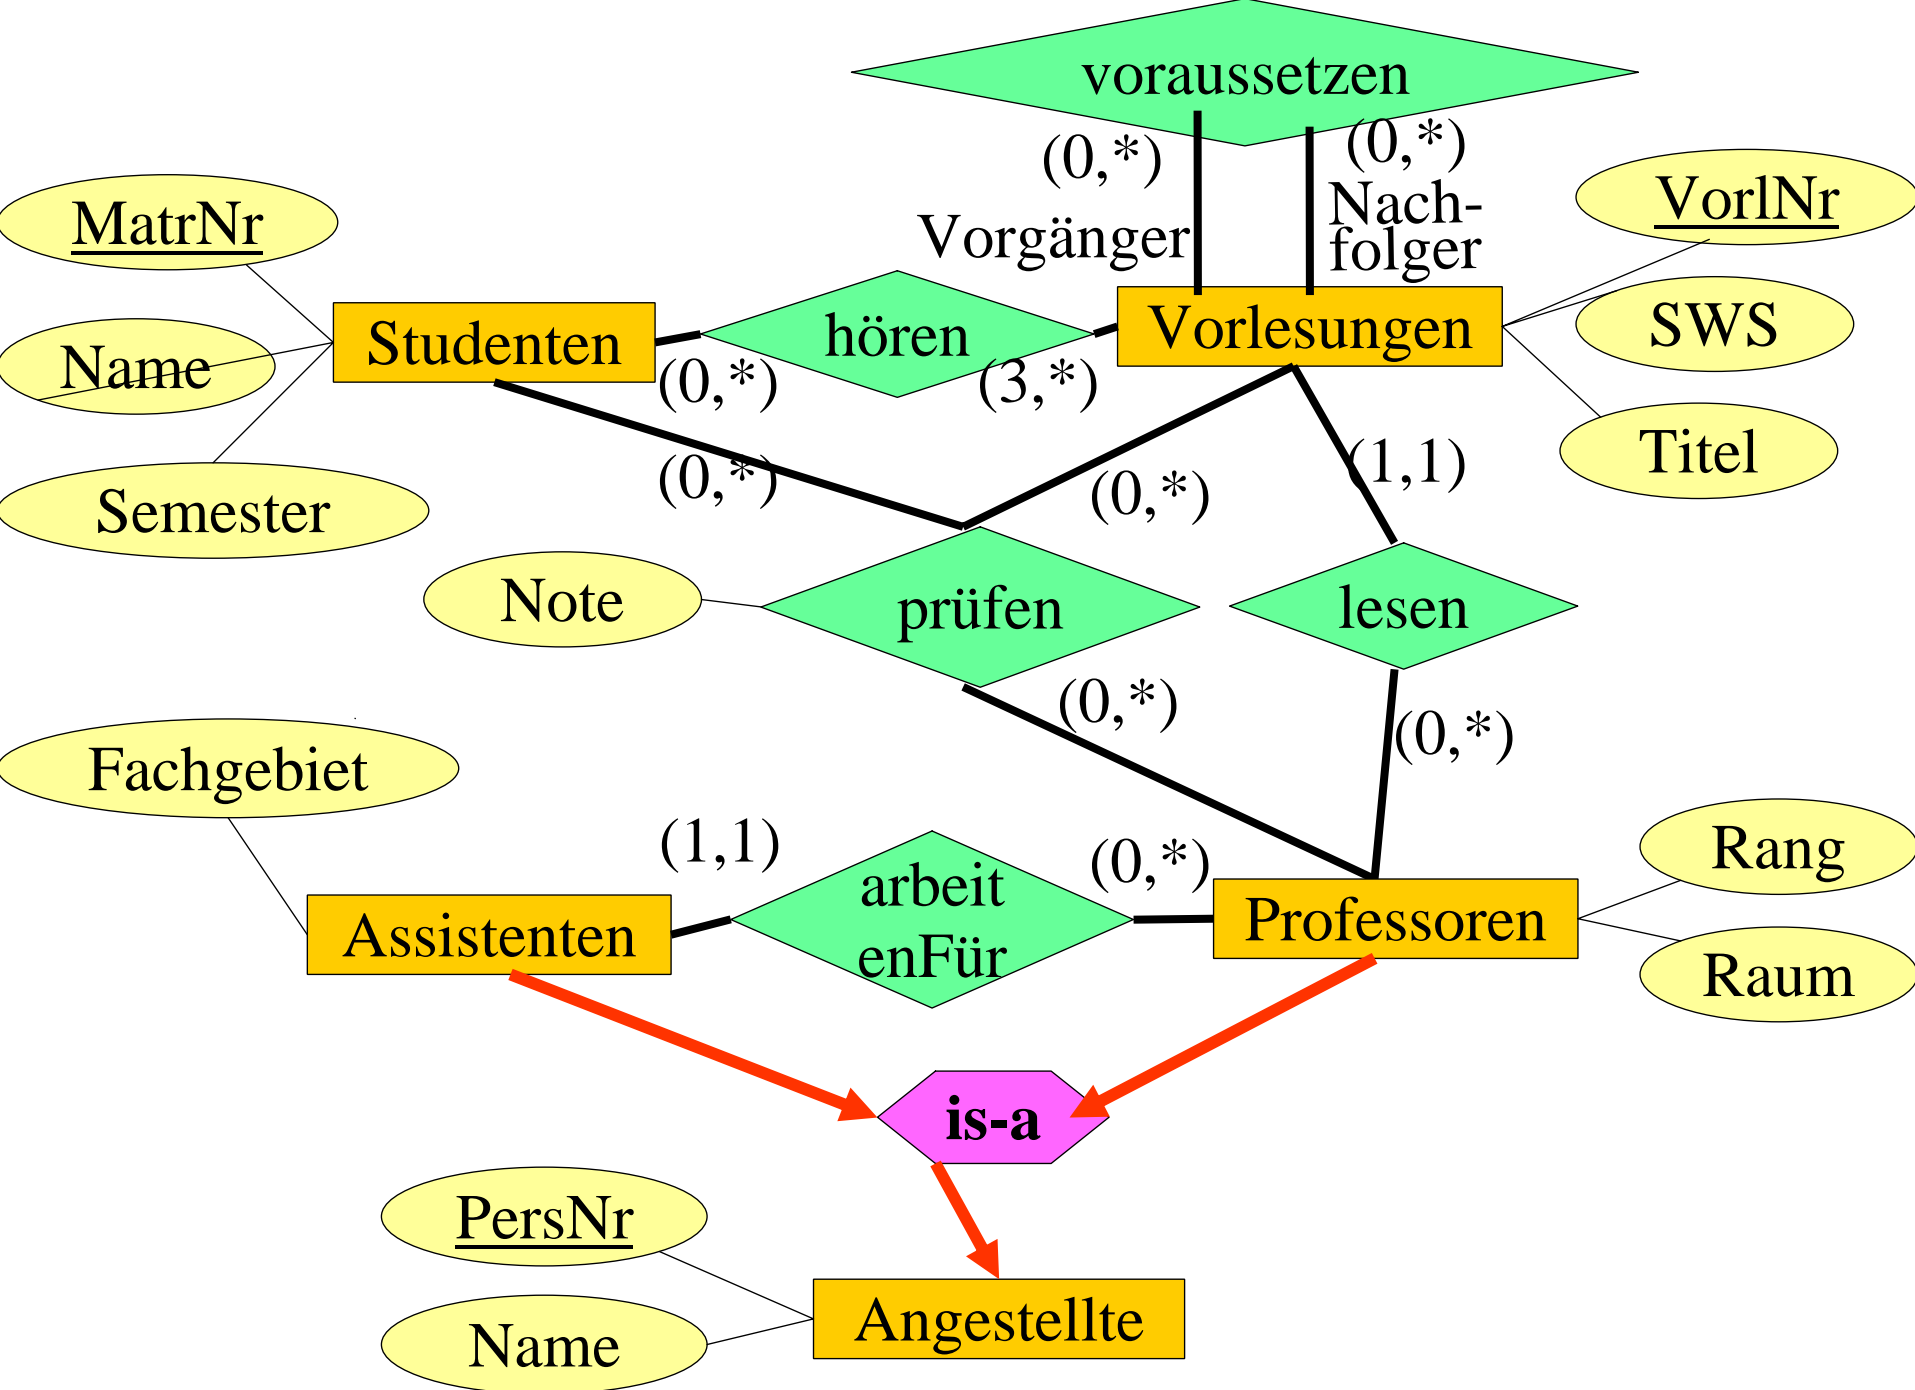 voraussetzen
(0,*)
(0,*)
Vorgänger
Nach-
folger
MatrNr
Name
Semester
Studenten
hören
Vorlesungen
VorlNr
SWS
Titel
(0,*)
(3,*)
(0,*)
(0,*)
(1,1)
Note
prüfen
lesen
(0,*)
(0,*)
Fachgebiet
(1,1)
(0,*)
Assistenten
arbeit
enFür
Professoren
Rang
Raum
is-a
PersNr
Name
Angestellte